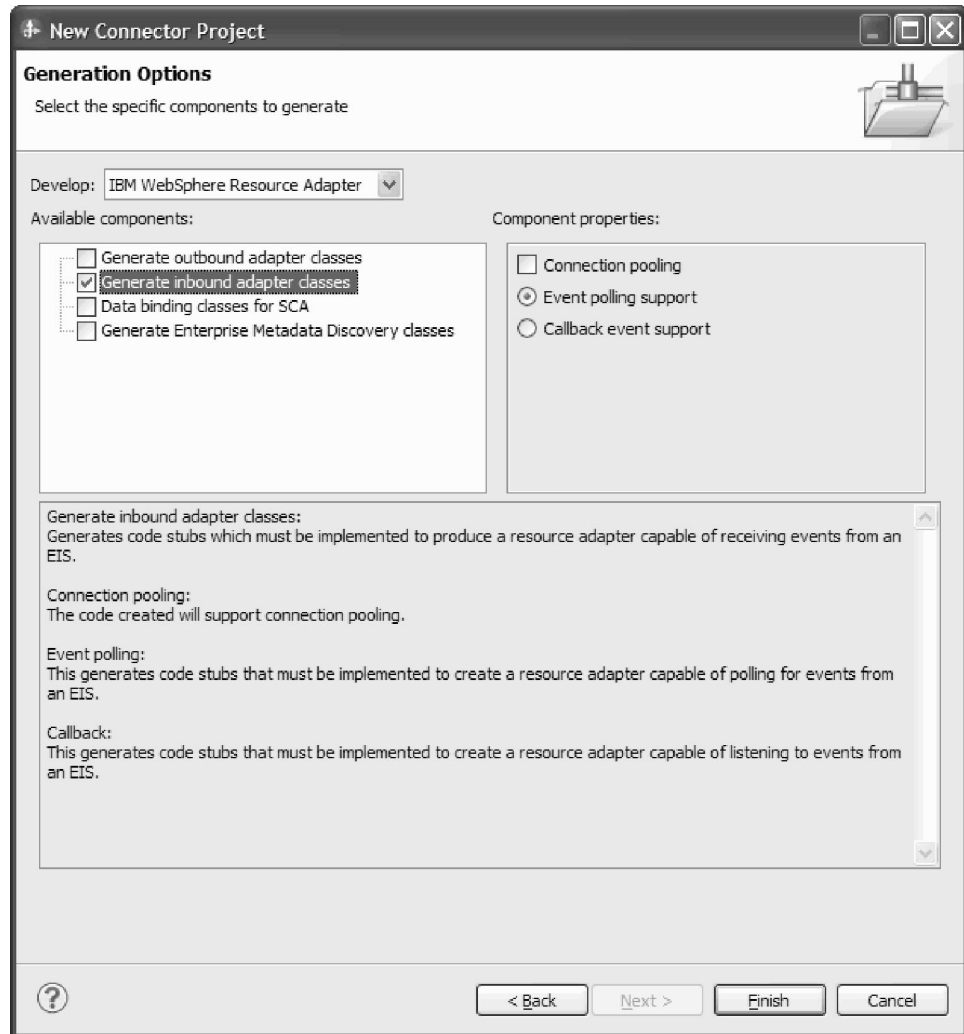 New Connector Project
Generation Options
Select the specific components to generate
Develop: IBM WebSphere Resource Adapter
Available components:
Component properties:
Generate outbound adapter classes
Generate inbound adapter classes
Data binding classes for SCA
Generate Enterprise Metadata Discovery classes
Connection pooling
Event polling support
Callback event support
Generate inbound adapter classes:
Generates code stubs which must be implemented to produce a resource adapter capable of receiving events from an
EIS.
Connection pooling:
The code created will support connection pooling.
Event polling:
This generates code stubs that must be implemented to create a resource adapter capable of polling for events from
an EIS.
Callback:
This generates code stubs that must be implemented to create a resource adapter capable of listening to events from
an EIS.
?
< Back
Next >
Finish
Cancel